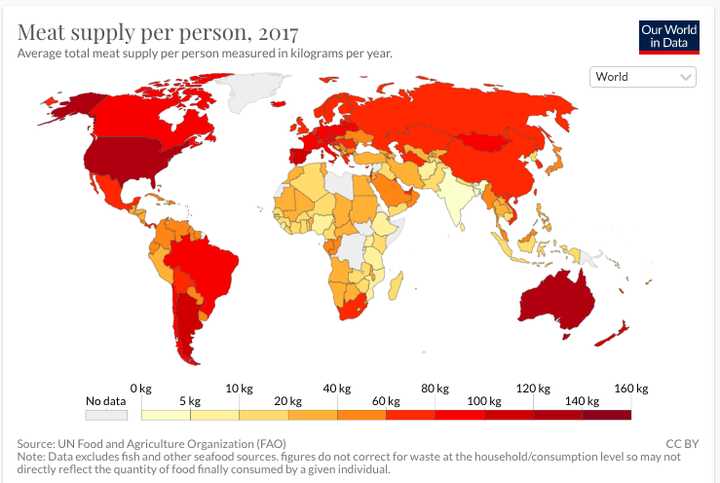 Meat supply per person, 2017
Average total meat supply per person measured in kilograms per year.
Our World
in Data
World
No data
0 kg
5 kg
10 kg
20 kg
40 kg
60 kg
80 kg
100 kg
120 kg
140 kg
160 kg
Source: UN Food and Agriculture Organization (FAO)
CC BY
Note: Data excludes fish and other seafood sources, figures do not correct for waste at the household/consumption level so may not
directly reflect the quantity of food finally consumed by a given individual.